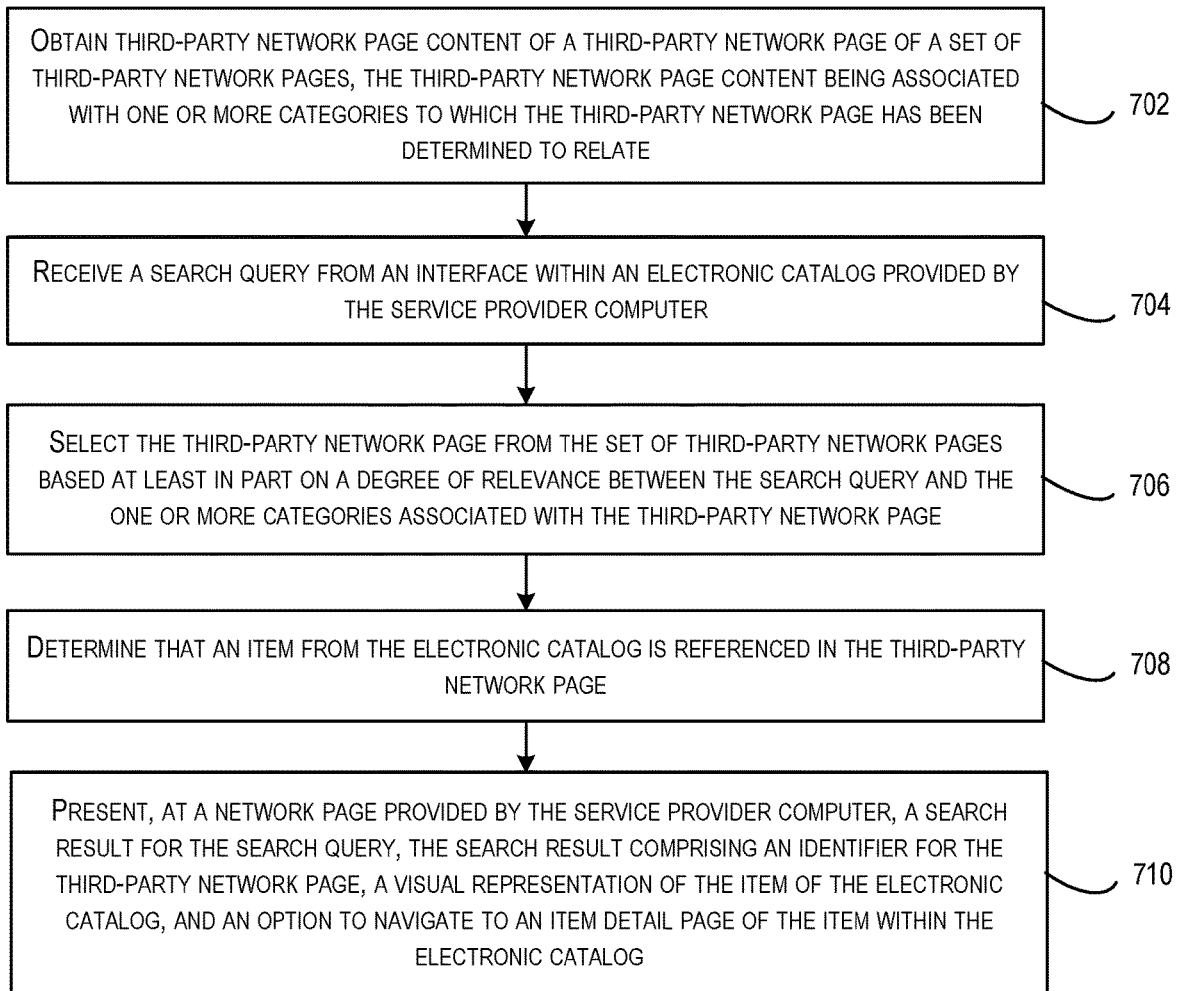 OBTAIN THIRD-PARTY NETWORK PAGE CONTENT OF A THIRD-PARTY NETWORK PAGE OF A SET OF
THIRD-PARTY NETWORK PAGES, THE THIRD-PARTY NETWORK PAGE CONTENT BEING ASSOCIATED
WITH ONE OR MORE CATEGORIES TO WHICH THE THIRD-PARTY NETWORK PAGE HAS BEEN
DETERMINED TO RELATE
702
RECEIVE A SEARCH QUERY FROM AN INTERFACE WITHIN AN ELECTRONIC CATALOG PROVIDED BY
THE SERVICE PROVIDER COMPUTER
704
SELECT THE THIRD-PARTY NETWORK PAGE FROM THE SET OF THIRD-PARTY NETWORK PAGES
BASED AT LEAST IN PART ON A DEGREE OF RELEVANCE BETWEEN THE SEARCH QUERY AND THE
ONE OR MORE CATEGORIES ASSOCIATED WITH THE THIRD-PARTY NETWORK PAGE
706
DETERMINE THAT AN ITEM FROM THE ELECTRONIC CATALOG IS REFERENCED IN THE THIRD-PARTY
NETWORK PAGE
708
PRESENT, AT A NETWORK PAGE PROVIDED BY THE SERVICE PROVIDER COMPUTER, A SEARCH
RESULT FOR THE SEARCH QUERY, THE SEARCH RESULT COMPRISING AN IDENTIFIER FOR THE
THIRD-PARTY NETWORK PAGE, A VISUAL REPRESENTATION OF THE ITEM OF THE ELECTRONIC
CATALOG, AND AN OPTION TO NAVIGATE TO AN ITEM DETAIL PAGE OF THE ITEM WITHIN THE
ELECTRONIC CATALOG
710